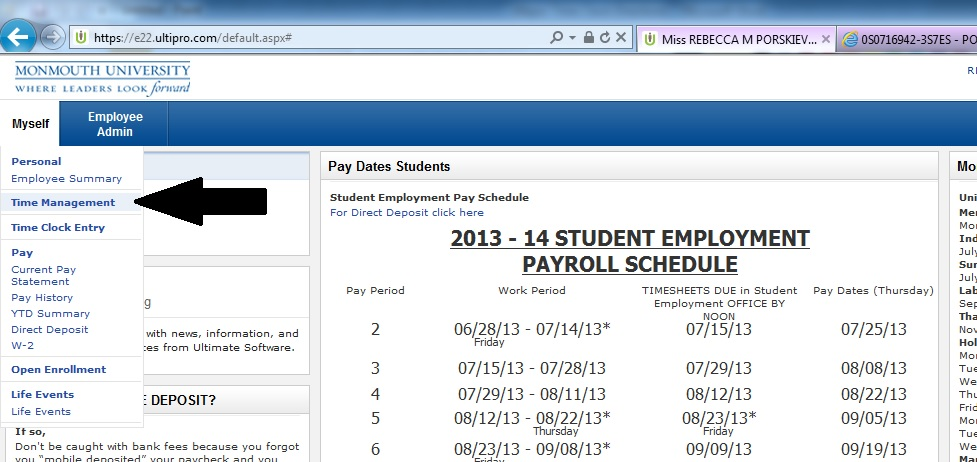 https://e22.ultipro.com/default.aspx#
Miss REBECCA M PORSKIEV...
0S0716942-3S7ES - PO
MONMOUTH UNIVERSITY
WHERE LEADERS LOOK forward
Myself
Employee
Admin
Personal
Employee Summary
Time Management
Time Clock Entry
Pay
Current Pay
Statement
Pay History
YTD Summary
Direct Deposit
W-2
Open Enrollment
Life Events
Life Events
with news, information, and
from Ultimate Software.
DEPOSIT?
If so,
Don't be caught with bank fees because you forgot
you "mobile deposited" your paycheck and you
Pay Dates Students
Student Employment Pay Schedule
For Direct Deposit click here
2013 - 14 STUDENT EMPLOYMENT
PAYROLL SCHEDULE
Pay Period Work Period TIMESHEETS DUE in Student Employment OFFICE BY NOON Pay Dates (Thursday)
2 06/28/13 - 07/14/13* 07/15/13 07/25/13
Friday
3 07/15/13 - 07/28/13 07/29/13 08/08/13
4 07/29/13 - 08/11/13 08/12/13 08/22/13
5 08/12/13 - 08/22/13* 08/23/13* 09/05/13
Thursday Friday
6 08/23/13 - 09/08/13* 09/09/13 09/19/13
Friday
Mo
Uni
Me
Mo
Ind
July
Sur
July
Lab
Sep
Tha
Nov
Hol
Mo
Tue
We
Thu
Frid
Mo
Tue
We
Ma